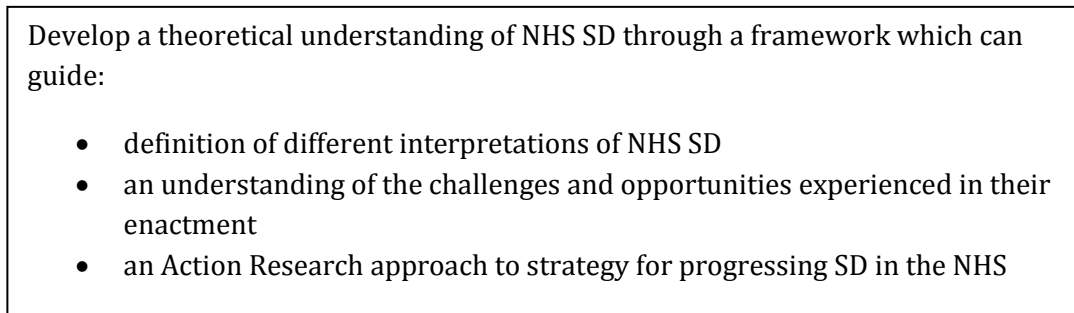 Develop a theoretical understanding of NHS SD through a framework which can
guide:
• definition of different interpretations of NHS SD
• an understanding of the challenges and opportunities experienced in their
enactment
• an Action Research approach to strategy for progressing SD in the NHS